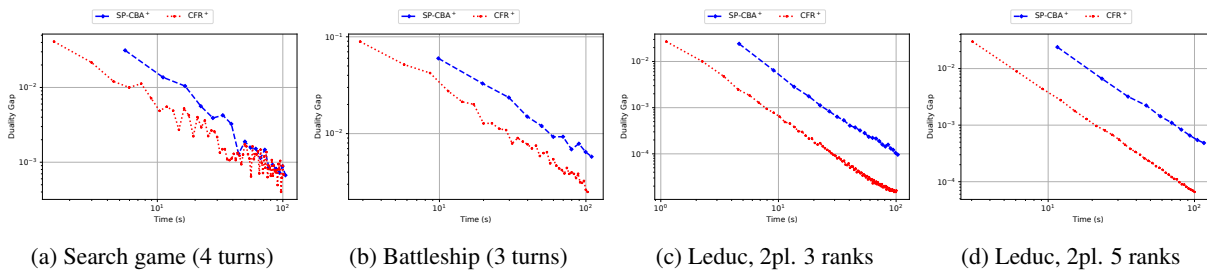 SP-CBA⁺ CFR⁺
Duality Gap
10⁻²
10⁻³
10¹ 10²
Time (s)
(a) Search game (4 turns)
SP-CBA⁺ CFR⁺
Duality Gap
10⁻¹
10⁻²
10¹ 10²
Time (s)
(b) Battleship (3 turns)
SP-CBA⁺ CFR⁺
Duality Gap
10⁻²
10⁻³
10⁻⁴
10⁰ 10¹ 10²
Time (s)
(c) Leduc, 2pl. 3 ranks
SP-CBA⁺ CFR⁺
Duality Gap
10⁻²
10⁻³
10⁻⁴
10¹ 10²
Time (s)
(d) Leduc, 2pl. 5 ranks